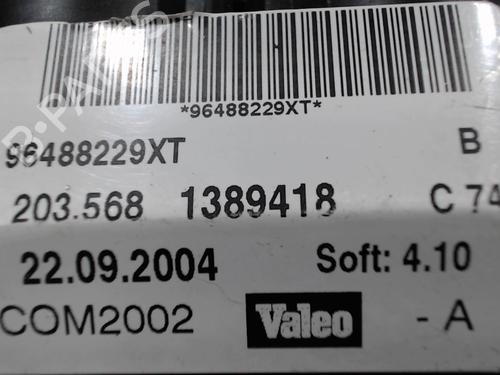 *96488229XT*
96488229XT B
203.568 1389418 C 74
22.09.2004 Soft: 4.10
COM2002 Valeo - A